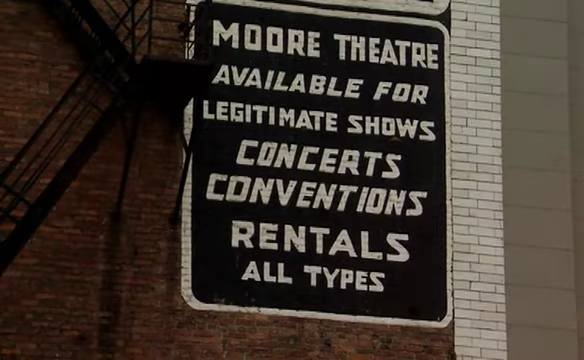 MOORE THEATRE
AVAILABLE FOR
LEGITIMATE SHOWS
CONCERTS
CONVENTIONS
RENTALS
ALL TYPES